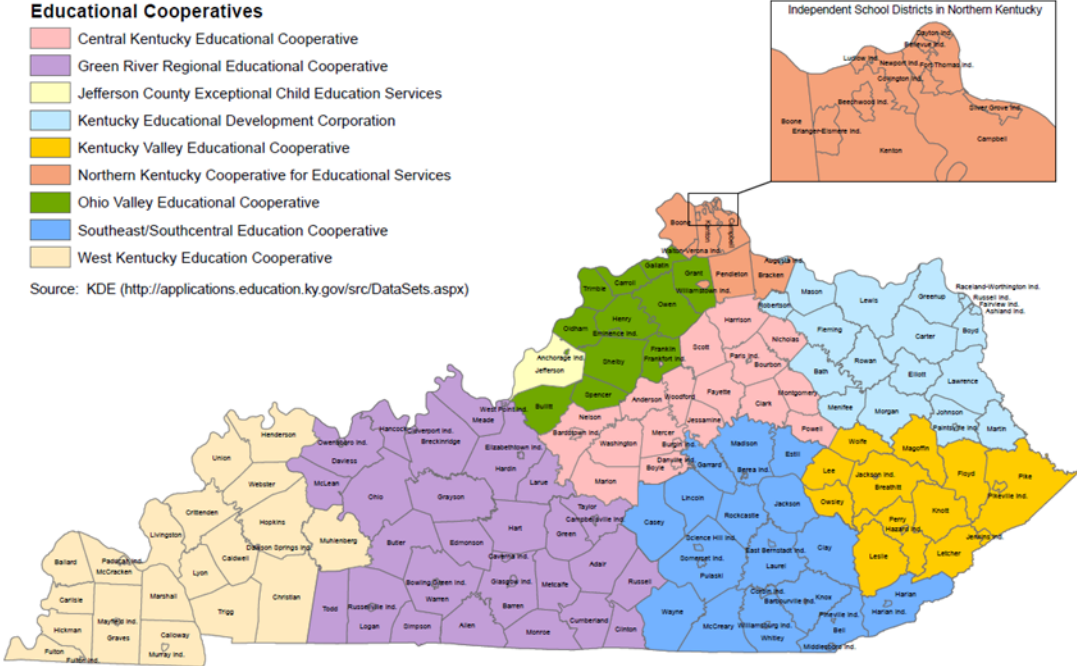 Educational Cooperatives
Central Kentucky Educational Cooperative
Green River Regional Educational Cooperative
Jefferson County Exceptional Child Education Services
Kentucky Educational Development Corporation
Kentucky Valley Educational Cooperative
Northern Kentucky Cooperative for Educational Services
Ohio Valley Educational Cooperative
Southeast/Southcentral Education Cooperative
West Kentucky Education Cooperative
Source: KDE (http://applications.education.ky.gov/src/DataSets.aspx)
Independent School Districts in Northern Kentucky
Dayton Ind.
Bellevue Ind.
Ludlow Ind.
Newport Ind.
Fort Thomas Ind.
Covington Ind.
Beechwood Ind.
Silver Grove Ind.
Boone
Erlanger-Elsmere Ind.
Campbell
Kenton
Boone
Kenton
Campbell
Walton-Verona Ind.
Gallatin
Grant
Pendleton
Augusta Ind.
Bracken
Trimble
Carroll
Williamstown Ind.
Owen
Robertson
Mason
Lewis
Greenup
Raceland-Worthington Ind.
Russell Ind.
Fairview Ind.
Ashland Ind.
Oldham
Henry
Eminence Ind.
Harrison
Nicholas
Fleming
Carter
Boyd
Anchorage Ind.
Jefferson
Shelby
Franklin
Frankfort Ind.
Scott
Paris Ind.
Bourbon
Bath
Rowan
Elliott
Lawrence
Bullitt
Spencer
Anderson
Woodford
Fayette
Clark
Montgomery
Menifee
Morgan
Johnson
Paintsville Ind.
Martin
West Point Ind.
Meade
Nelson
Bardstown Ind.
Washington
Mercer
Burgin Ind.
Jessamine
Madison
Powell
Estill
Wolfe
Magoffin
Floyd
Pike
Pikeville Ind.
Henderson
Union
Webster
Owensboro Ind.
Hancock
Cloverport Ind.
Breckinridge
Elizabethtown Ind.
Hardin
Larue
Marion
Danville Ind.
Boyle
Garrard
Berea Ind.
Lee
Jackson Ind.
Breathitt
Owsley
Knott
Perry
Hazard Ind.
Jenkins Ind.
Leslie
Letcher
Daviess
McLean
Ohio
Grayson
Crittenden
Hopkins
Livingston
Dawson Springs Ind.
Muhlenberg
Butler
Edmonson
Hart
Taylor
Campbellsville Ind.
Green
Casey
Lincoln
Rockcastle
Jackson
Science Hill Ind.
Somerset Ind.
Pulaski
East Bernstadt Ind.
Laurel
Clay
Ballard
Paducah Ind.
McCracken
Caldwell
Lyon
Carlisle
Marshall
Trigg
Christian
Todd
Russellville Ind.
Logan
Bowling Green Ind.
Warren
Simpson
Allen
Caverna Ind.
Glasgow Ind.
Barren
Metcalfe
Monroe
Adair
Russell
Cumberland
Clinton
Wayne
McCreary
Corbin Ind.
Barbourville Ind.
Knox
Williamsburg Ind.
Whitley
Pineville Ind.
Bell
Middlesboro Ind.
Harlan
Harlan Ind.
Hickman
Mayfield Ind.
Graves
Calloway
Murray Ind.
Fulton
Fulton Ind.